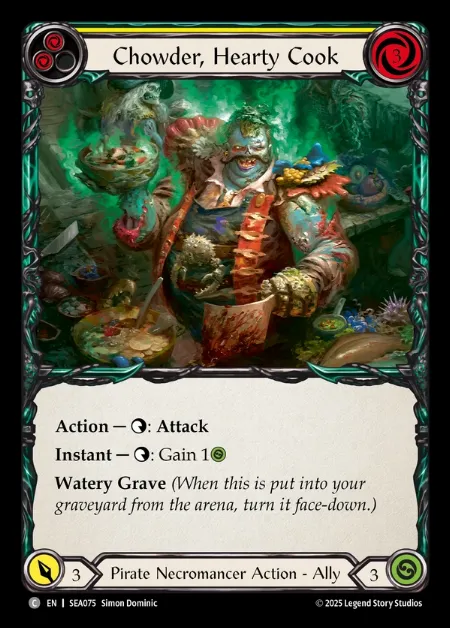 Chowder, Hearty Cook
3
Action — : Attack
Instant — : Gain 1
Watery Grave (When this is put into your
graveyard from the arena, turn it face-down.)
3
Pirate Necromancer Action - Ally
3
C EN | SEA075 Simon Dominic
© 2025 Legend Story Studios